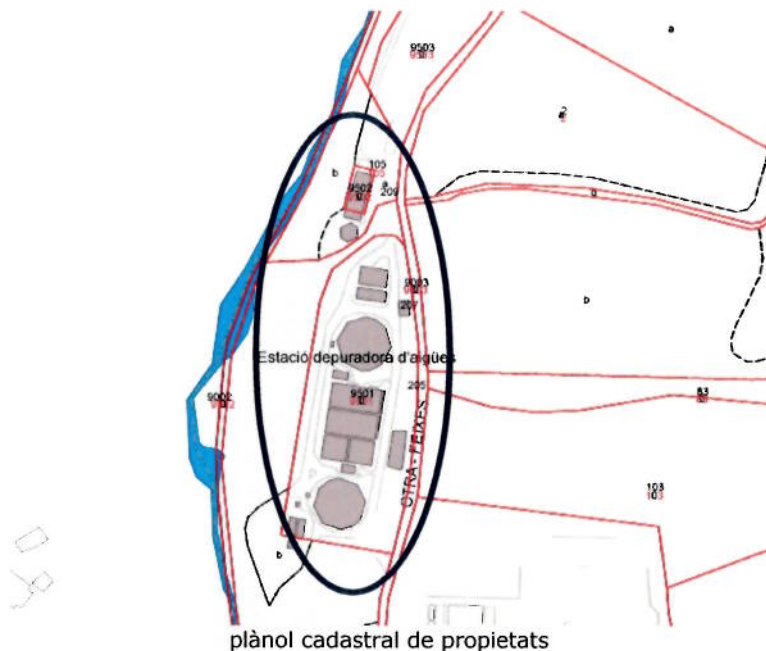 9503
a
2
105
b
9502
a
209
a
9003
207
b
Estació depuradora d'aigües
205
9002
9501
83
CTRA - FEIXES
103
103
b
plànol cadastral de propietats